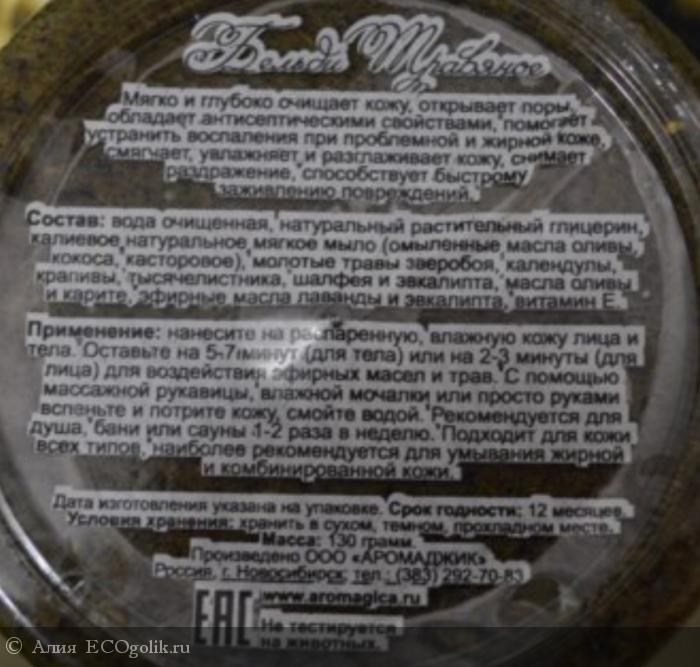 Бельди Травяное
Мягко и глубоко очищает кожу, открывает поры,
обладает антисептическими свойствами, помогает
устранить воспаления при проблемной и жирной коже,
смягчает, увлажняет и разглаживает кожу, снимает
раздражение, способствует быстрому
заживлению повреждений.
Состав: вода очищенная, натуральный растительный глицерин,
калиевое натуральное мягкое мыло (омыленные масла оливы,
кокоса, касторовое), молотые травы зверобоя, календулы,
крапивы, тысячелистника, шалфея и эвкалипта, масла оливы
и карите, эфирные масла лаванды и эвкалипта, витамин Е.
Применение: нанесите на распаренную, влажную кожу лица и
тела. Оставьте на 5-7 минут (для тела) или на 2-3 минуты (для
лица) для воздействия эфирных масел и трав. С помощью
массажной рукавицы, влажной мочалки или просто руками
вспеньте и потрите кожу, смойте водой. Рекомендуется для
душа, бани или сауны 1-2 раза в неделю. Подходит для кожи
всех типов, наиболее рекомендуется для умывания жирной
и комбинированной кожи.
Дата изготовления указана на упаковке. Срок годности: 12 месяцев.
Условия хранения: хранить в сухом, темном, прохладном месте.
Масса: 130 грамм.
Произведено ООО «АРОМАДЖИК»
Россия, г. Новосибирск; тел.: (383) 292-70-83
www.aromagica.ru
ЕАС Не тестируется
на животных.
© Алия ECOgolik.ru